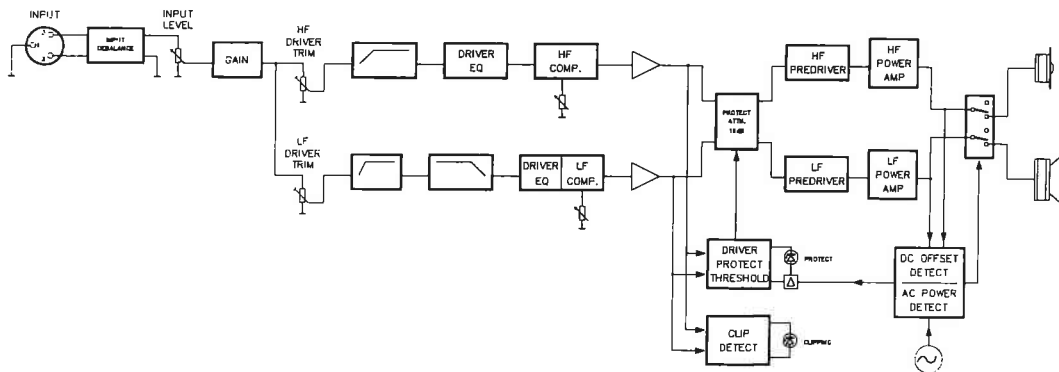 INPUT
INPUT
LEVEL
INPUT
DEBALANCE
GAIN
HF
DRIVER
TRIM
DRIVER
EQ
HF
COMP.
PROTECT
ATTN.
HF
PREDRIVER
HF
POWER
AMP
LF
DRIVER
TRIM
DRIVER
EQ
LF
COMP.
LF
PREDRIVER
LF
POWER
AMP
DRIVER
PROTECT
THRESHOLD
PROTECT
DC OFFSET
DETECT
AC POWER
DETECT
CLIP
DETECT
CLIPPING